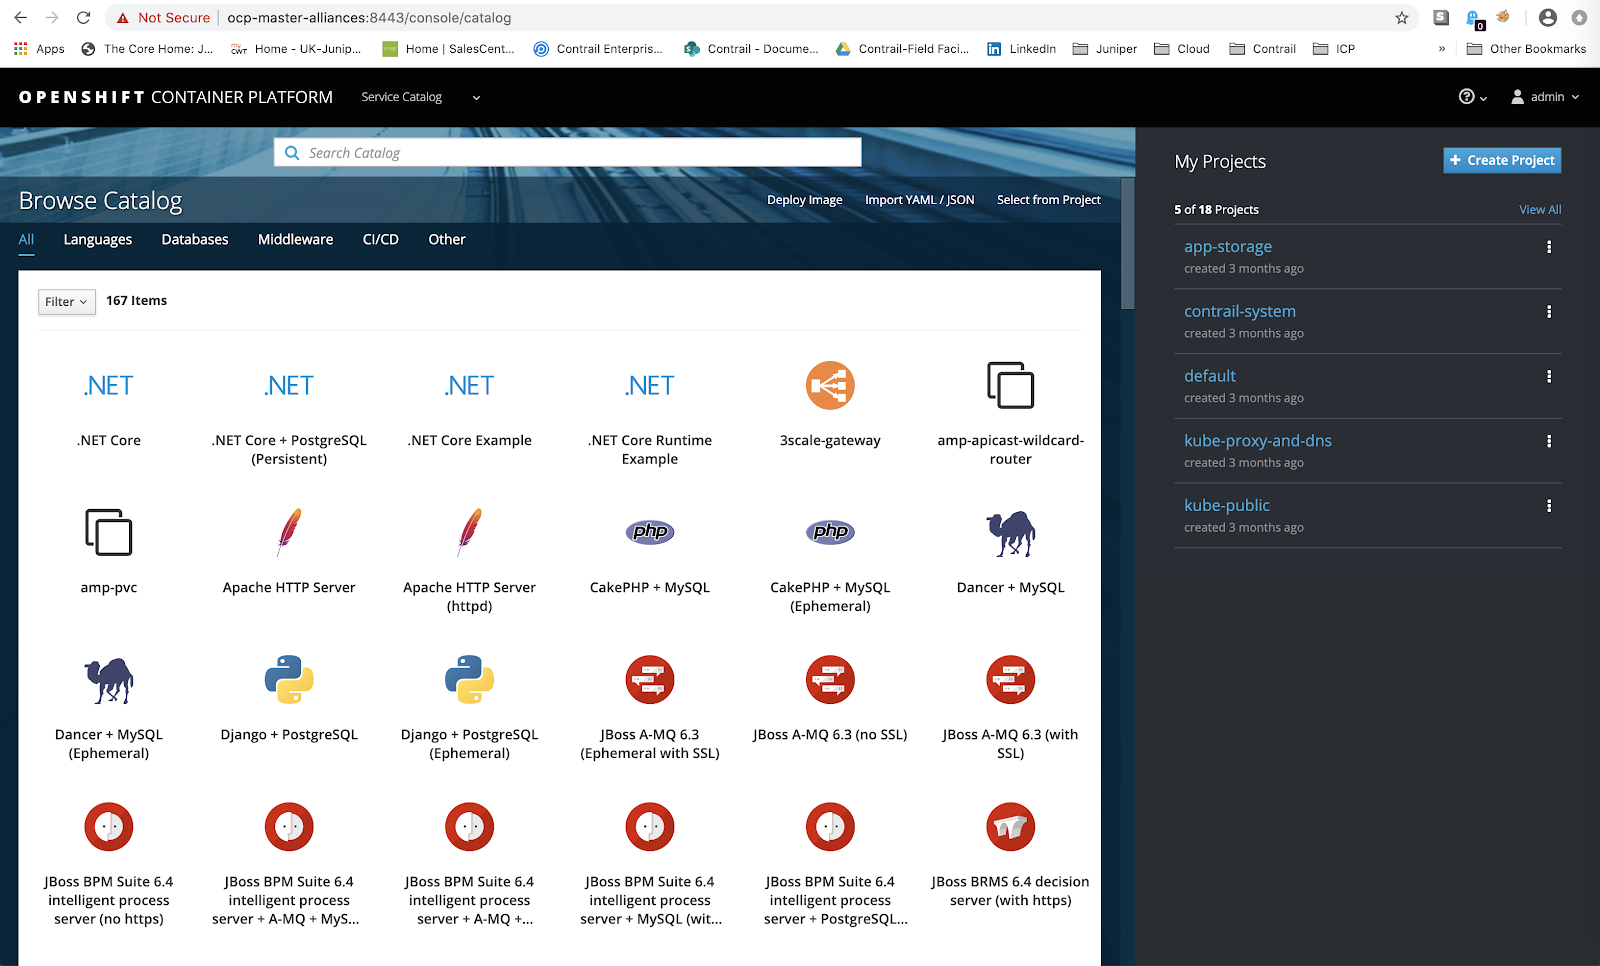 Not Secure | ocp-master-alliances:8443/console/catalog
S
0
Apps
The Core Home: J...
my CWT
Home - UK-Junip...
Home | SalesCent...
Contrail Enterpris...
Contrail - Docume...
Contrail-Field Faci...
LinkedIn
Juniper
Cloud
Contrail
ICP
»
Other Bookmarks
OPENSHIFT CONTAINER PLATFORM
Service Catalog
admin
Search Catalog
Browse Catalog
Deploy Image
Import YAML / JSON
Select from Project
All
Languages
Databases
Middleware
CI/CD
Other
Filter
167 Items
.NET
.NET
.NET
.NET
.NET Core
.NET Core + PostgreSQL
(Persistent)
.NET Core Example
.NET Core Runtime
Example
3scale-gateway
amp-apicast-wildcard-
router
php
php
amp-pvc
Apache HTTP Server
Apache HTTP Server
(httpd)
CakePHP + MySQL
CakePHP + MySQL
(Ephemeral)
Dancer + MySQL
Dancer + MySQL
(Ephemeral)
Django + PostgreSQL
Django + PostgreSQL
(Ephemeral)
JBoss A-MQ 6.3
(Ephemeral with SSL)
JBoss A-MQ 6.3 (no SSL)
JBoss A-MQ 6.3 (with
SSL)
JBoss BPM Suite 6.4
intelligent process
server (no https)
JBoss BPM Suite 6.4
intelligent process
server + A-MQ + MyS...
JBoss BPM Suite 6.4
intelligent process
server + A-MQ +...
JBoss BPM Suite 6.4
intelligent process
server + MySQL (wit...
JBoss BPM Suite 6.4
intelligent process
server + PostgreSQL...
JBoss BRMS 6.4 decision
server (with https)
My Projects
+ Create Project
5 of 18 Projects
View All
app-storage
created 3 months ago
contrail-system
created 3 months ago
default
created 3 months ago
kube-proxy-and-dns
created 3 months ago
kube-public
created 3 months ago